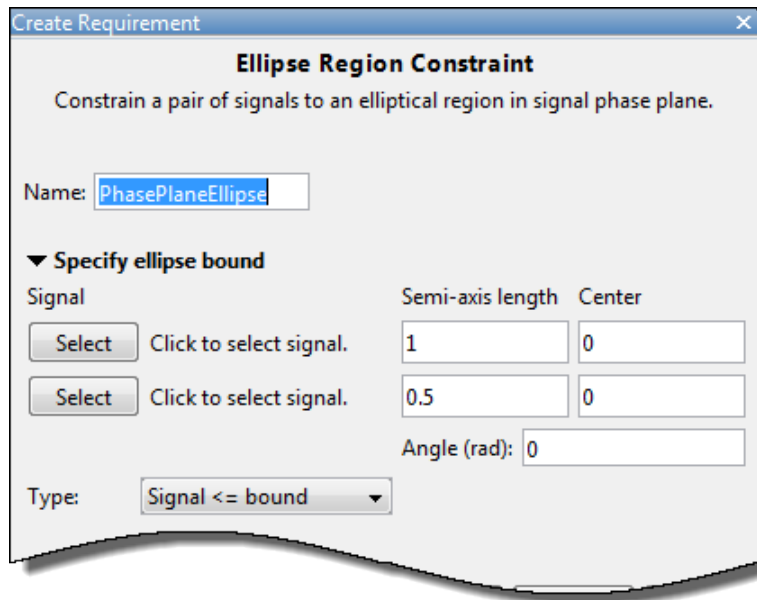 Create Requirement
Ellipse Region Constraint
Constrain a pair of signals to an elliptical region in signal phase plane.
Name: PhasePlaneEllipse
Specify ellipse bound
Signal Semi-axis length Center
Select Click to select signal. 1 0
Select Click to select signal. 0.5 0
Angle (rad): 0
Type: Signal <= bound